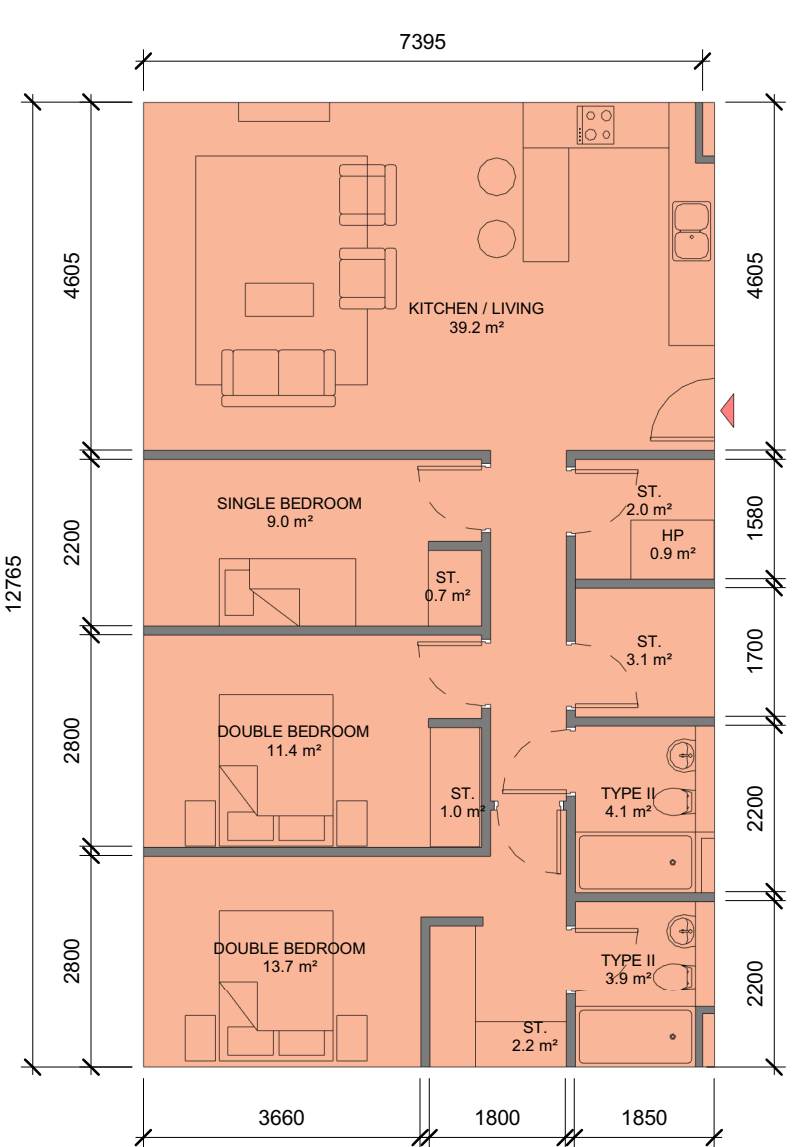 7395
4605
4605
KITCHEN / LIVING
39.2 m²
SINGLE BEDROOM
9.0 m²
ST.
2.0 m²
HP
0.9 m²
1580
2200
12765
ST.
0.7 m²
ST.
3.1 m²
1700
DOUBLE BEDROOM
11.4 m²
2800
ST.
1.0 m²
TYPE II
4.1 m²
2200
DOUBLE BEDROOM
13.7 m²
2800
TYPE II
3.9 m²
2200
ST.
2.2 m²
3660
1800
1850